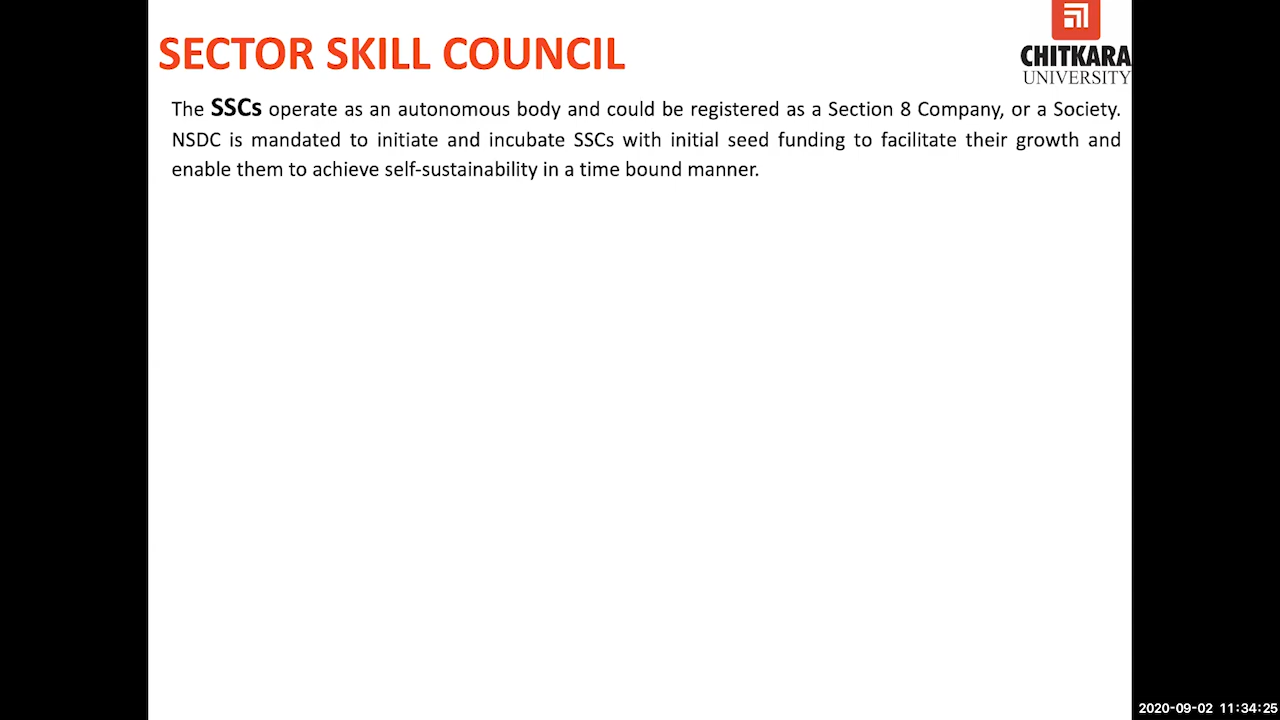 SECTOR SKILL COUNCIL
CHITKARA
UNIVERSITY
The SSCs operate as an autonomous body and could be registered as a Section 8 Company, or a Society.
NSDC is mandated to initiate and incubate SSCs with initial seed funding to facilitate their growth and
enable them to achieve self-sustainability in a time bound manner.
2020-09-02 11:34:25